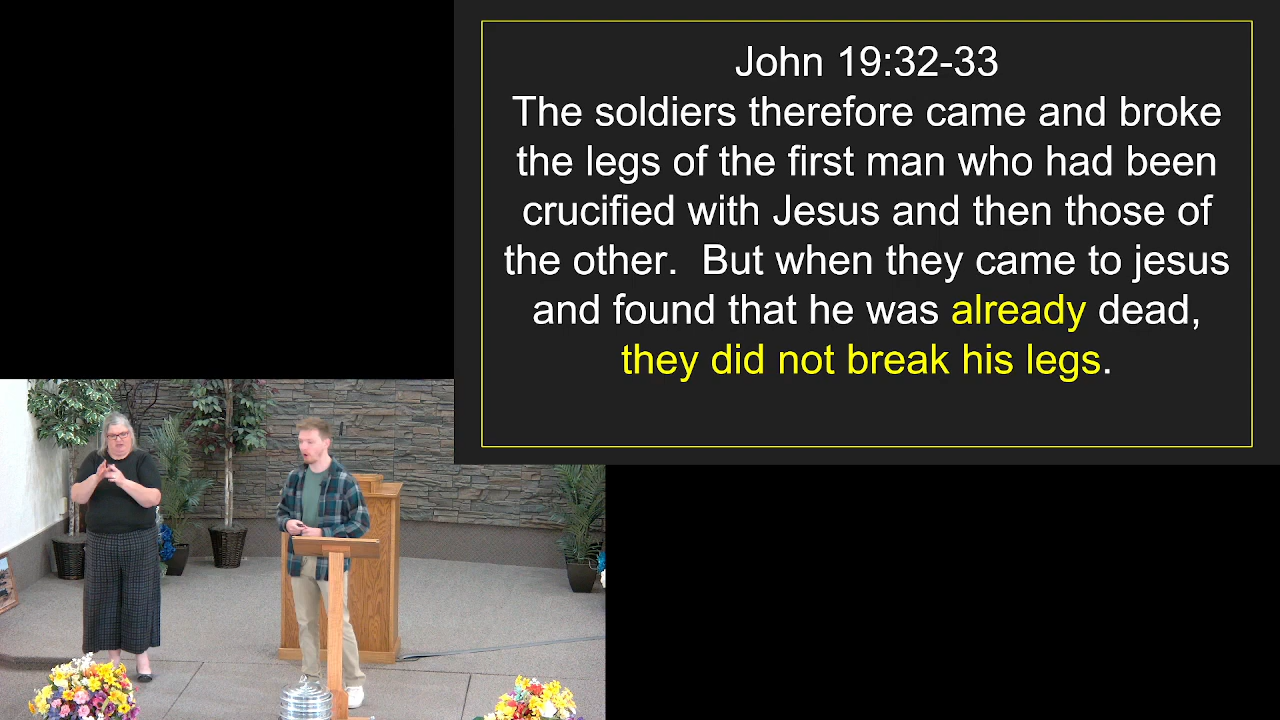 John 19:32-33
The soldiers therefore came and broke
the legs of the first man who had been
crucified with Jesus and then those of
the other.  But when they came to jesus
and found that he was already dead,
they did not break his legs.